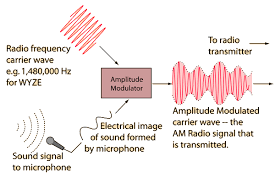 Radio frequency
carrier wave
e.g. 1,480,000 Hz
for WYZE
To radio
transmitter
Amplitude
Modulator
Electrical image
of sound formed
by microphone
Sound signal
to microphone
Amplitude Modulated
carrier wave -- the
AM Radio signal that
is transmitted.